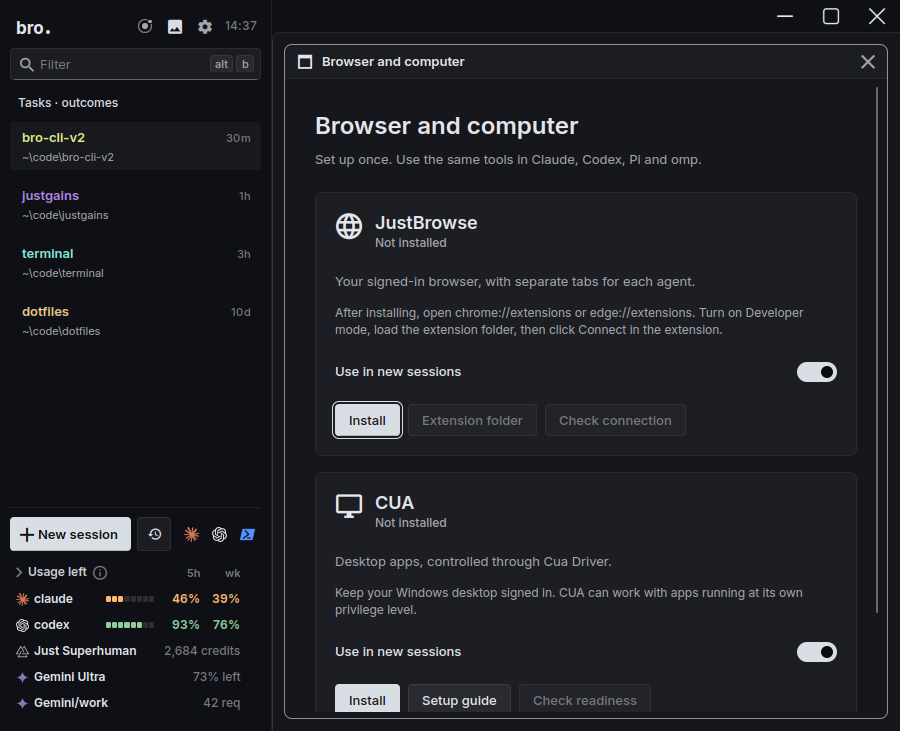 bro.
14:37
Filter
alt b
Tasks · outcomes
bro-cli-v2 30m
~\code\bro-cli-v2
justgains 1h
~\code\justgains
terminal 3h
~\code\terminal
dotfiles 10d
~\code\dotfiles
New session
Usage left 5h wk
claude 46% 39%
codex 93% 76%
Just Superhuman 2,684 credits
Gemini Ultra 73% left
Gemini/work 42 req
Browser and computer
Browser and computer
Set up once. Use the same tools in Claude, Codex, Pi and omp.
JustBrowse
Not installed
Your signed-in browser, with separate tabs for each agent.
After installing, open chrome://extensions or edge://extensions. Turn on Developer
mode, load the extension folder, then click Connect in the extension.
Use in new sessions
Install Extension folder Check connection
CUA
Not installed
Desktop apps, controlled through Cua Driver.
Keep your Windows desktop signed in. CUA can work with apps running at its own
privilege level.
Use in new sessions
Install Setup guide Check readiness